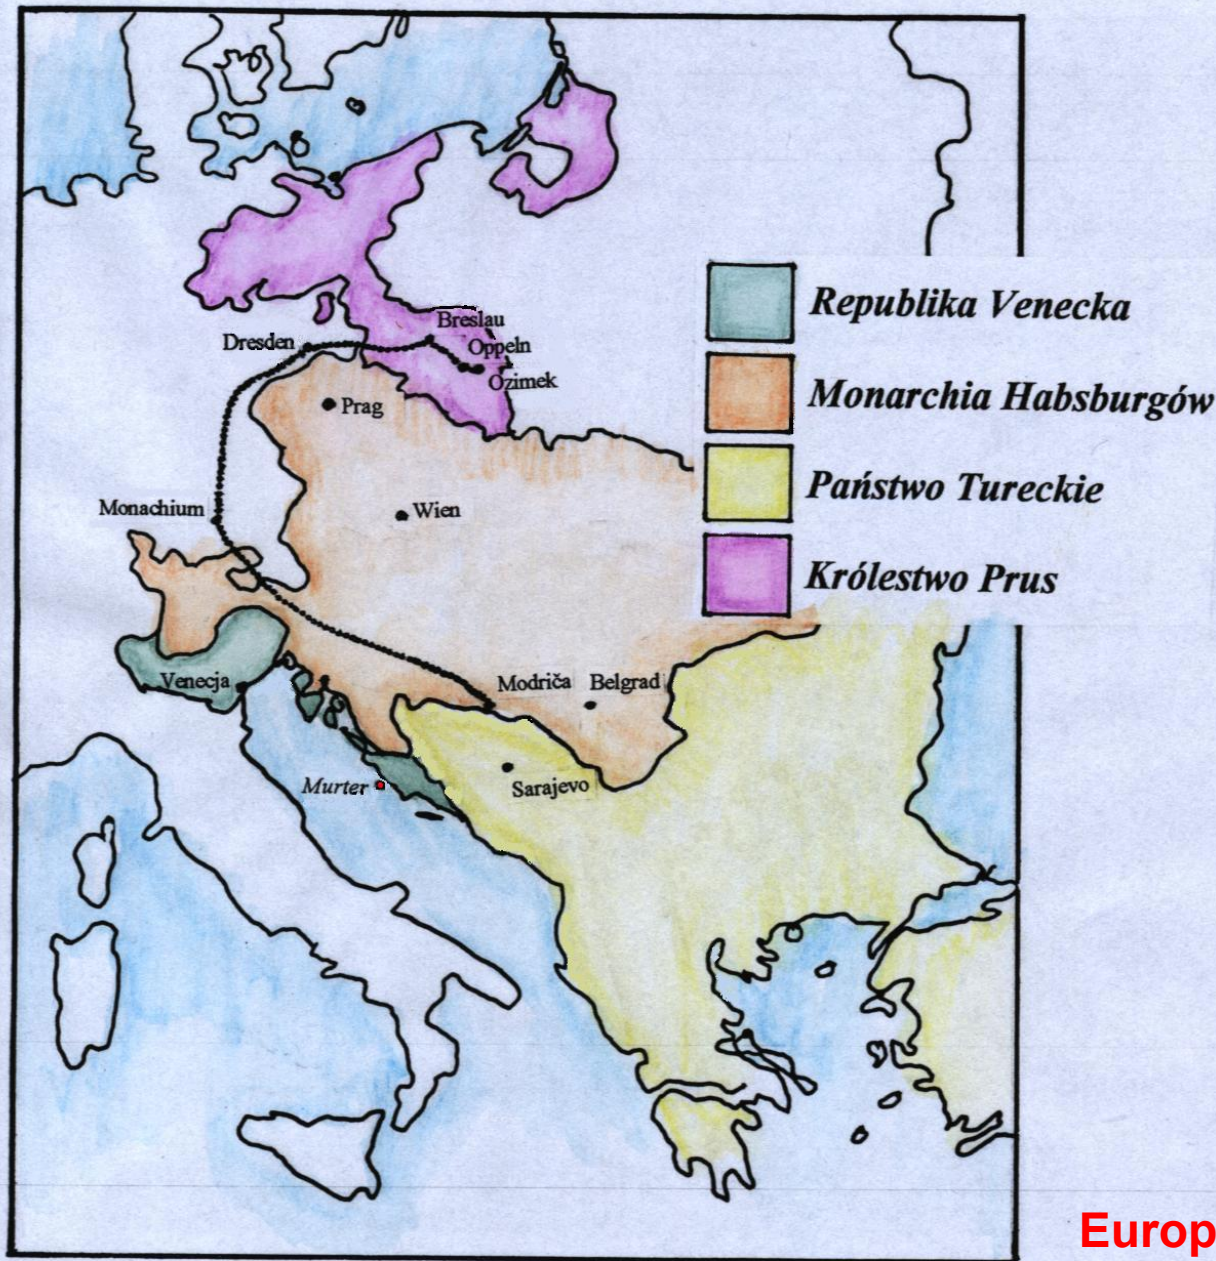 Republika Venecka
Monarchia Habsburgów
Państwo Tureckie
Królestwo Prus
Breslau
Dresden
Oppeln
Ozimek
Prag
Monachium
Wien
Venecja
Modriča
Belgrad
Murter
Sarajevo
Europ